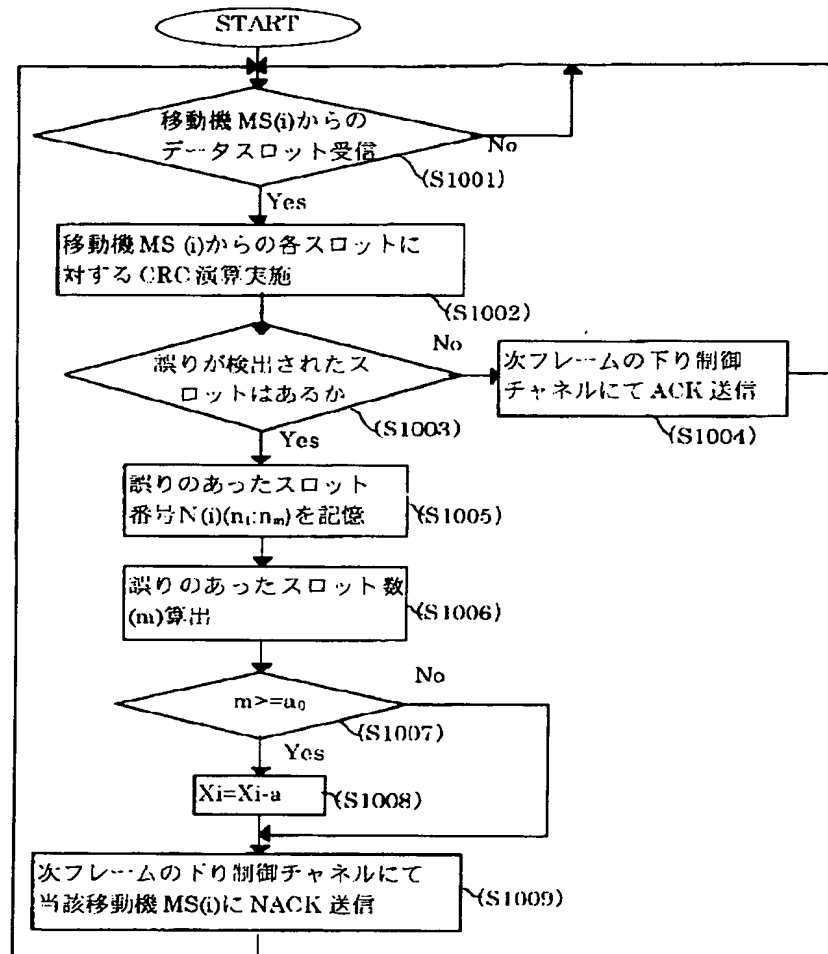 START
移動機 MS(i)からの
データスロット受信
No
(S1001)
Yes
移動機 MS (i)からの各スロットに
対する CRC 演算実施
(S1002)
誤りが検出されたス
ロットはあるか
No
(S1003)
Yes
次フレームの下り制御
チャネルにて ACK 送信
(S1004)
誤りのあったスロット
番号N(i)(n₁:nₘ)を記憶
(S1005)
誤りのあったスロット数
(m)算出
(S1006)
m>=a₀
No
(S1007)
Yes
Xi=Xi-a
(S1008)
次フレームの下り制御チャネルにて
当該移動機 MS(i)に NACK 送信
(S1009)